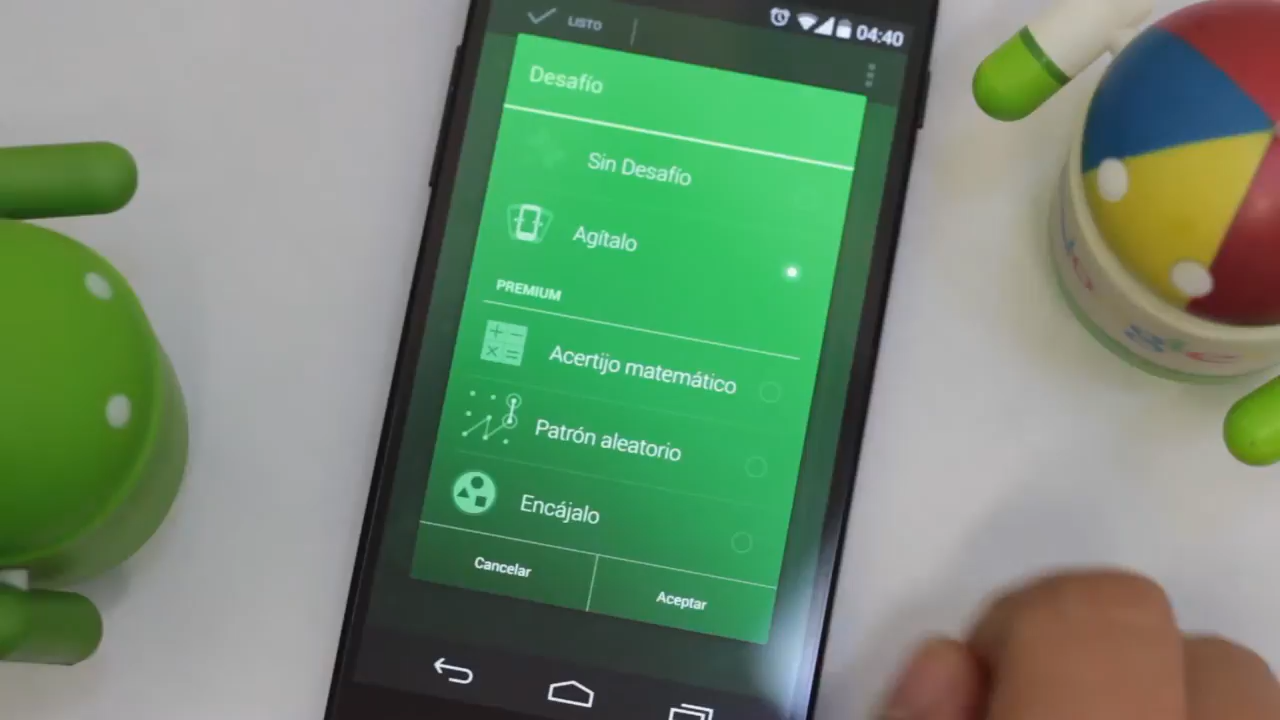 LISTO
04:40
Desafío
Sin Desafío
Agítalo
PREMIUM
Acertijo matemático
Patrón aleatorio
Encájalo
Cancelar
Aceptar